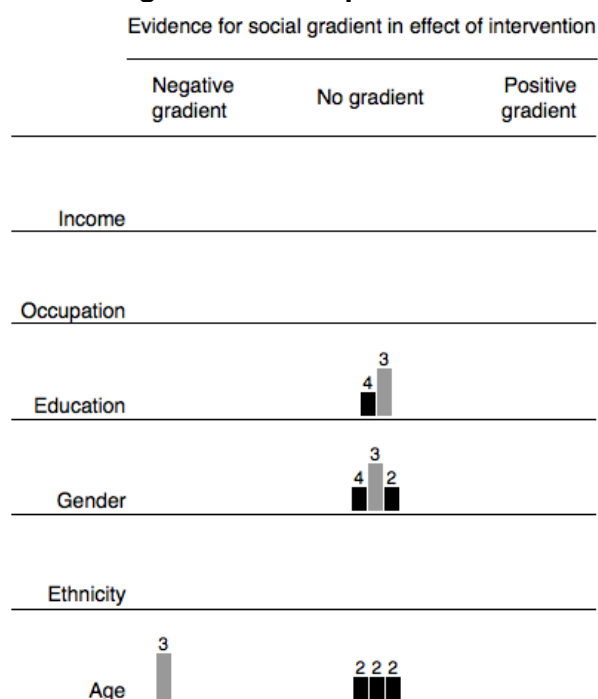 Evidence for social gradient in effect of intervention
Negative gradient
No gradient
Positive gradient
Income
Occupation
3
4
Education
3
4 2
Gender
Ethnicity
3
2 2 2
Age